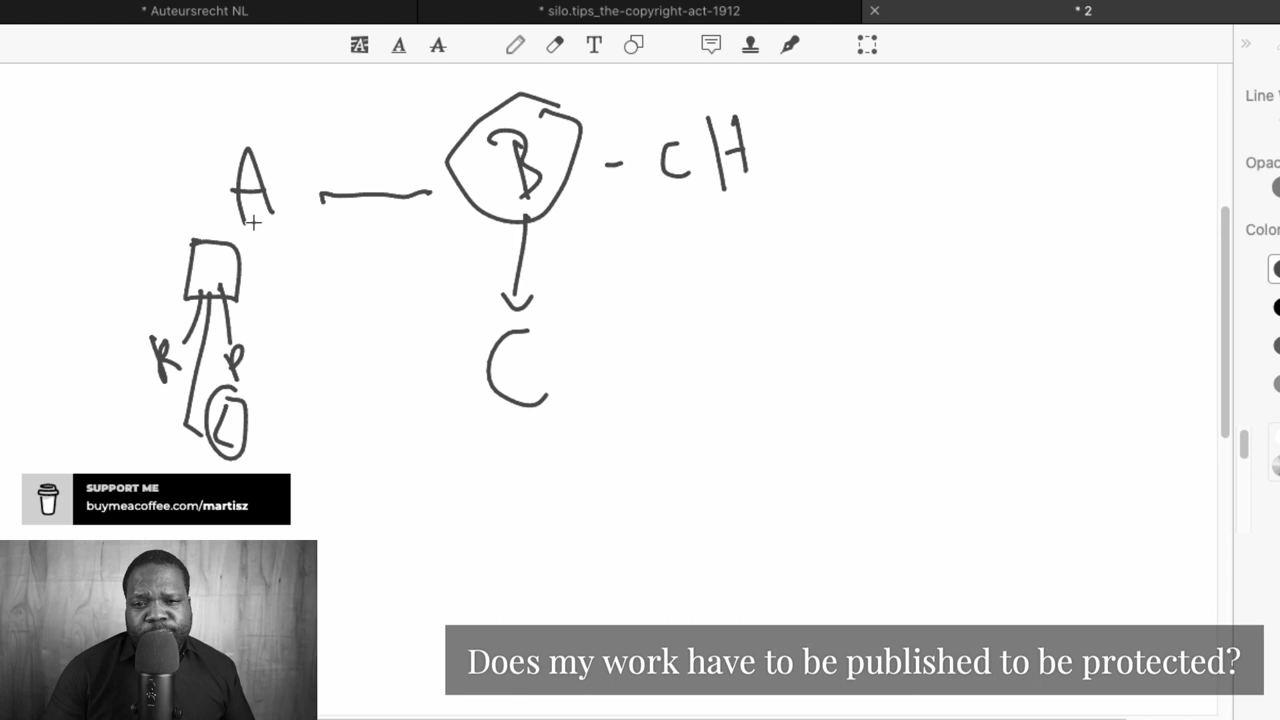 * Auteursrecht NL
* silo.tips_the-copyright-act-1912
* 2
A
A
A
T
Line
Opac
Color
A
B - CH
C
R
P
L
SUPPORT ME
buymeacoffee.com/martisz
Does my work have to be published to be protected?